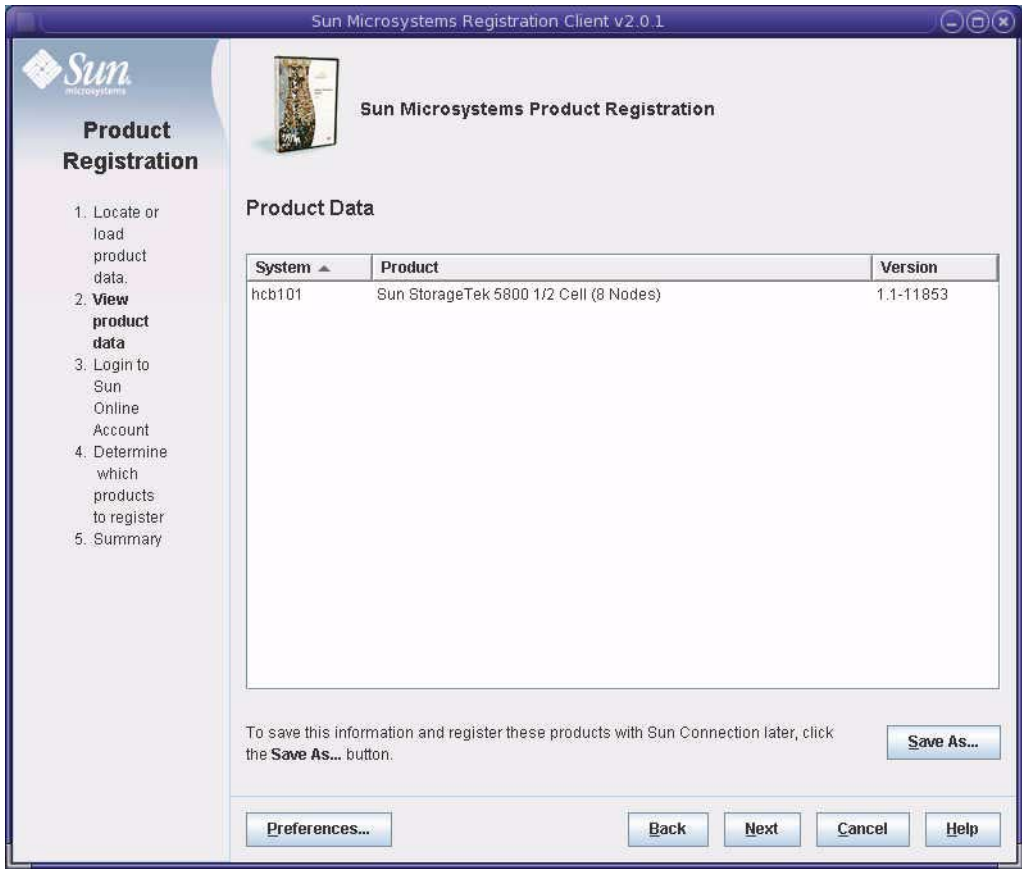 Sun Microsystems Registration Client v2.0.1
Sun
microsystems
Product
Registration
1. Locate or
load
product
data.
2. View
product
data
3. Login to
Sun
Online
Account
4. Determine
which
products
to register
5. Summary
Sun Microsystems Product Registration
Product Data
System Product Version
hcb101 Sun StorageTek 5800 1/2 Cell (8 Nodes) 1.1-11853
To save this information and register these products with Sun Connection later, click
the Save As... button.
Save As...
Preferences... Back Next Cancel Help